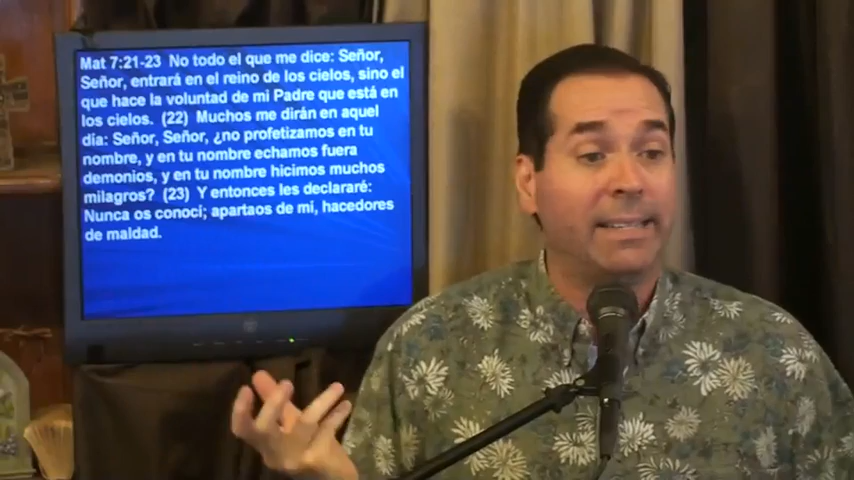 Mat 7:21-23 No todo el que me dice: Señor,
Señor, entrará en el reino de los cielos, sino el
que hace la voluntad de mi Padre que está en
los cielos. (22) Muchos me dirán en aquel
día: Señor, Señor, ¿no profetizamos en tu
nombre, y en tu nombre echamos fuera
demonios, y en tu nombre hicimos muchos
milagros? (23) Y entonces les declararé:
Nunca os conocí; apartaos de mi, hacedores
de maldad.